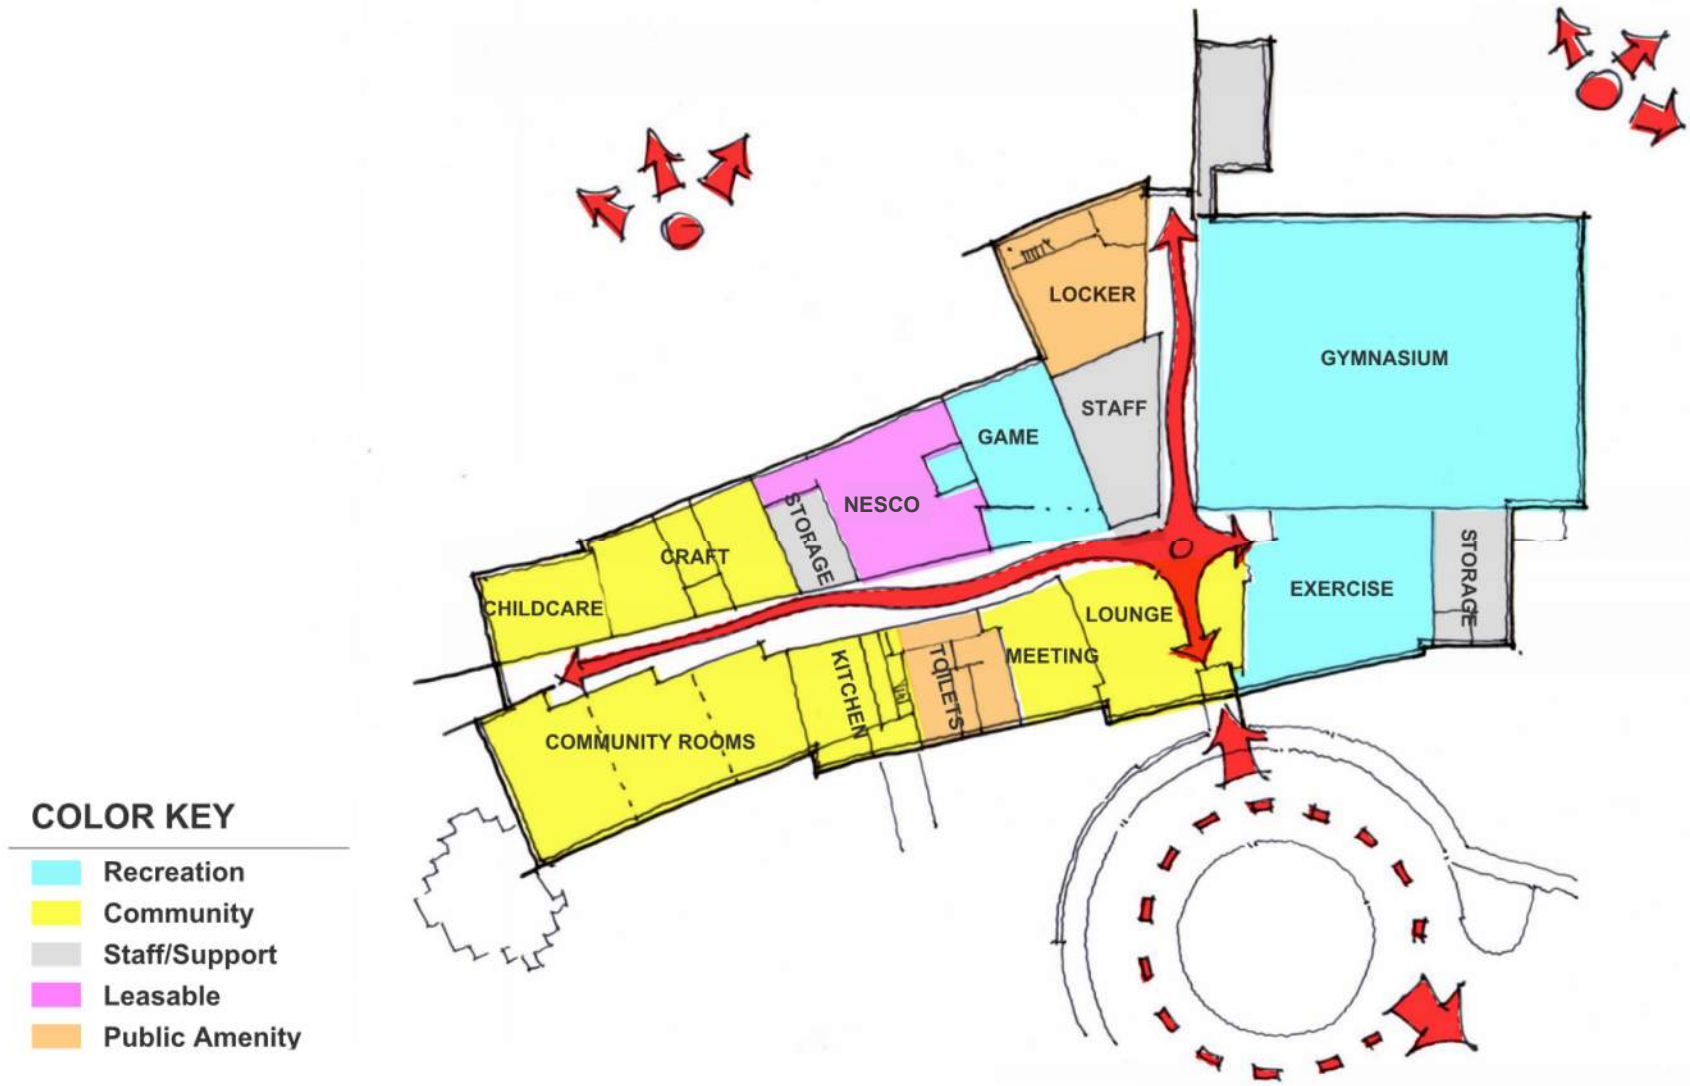 LOCKER
GYMNASIUM
STAFF
GAME
NESCO
STORAGE
CRAFT
CHILDCARE
STORAGE
EXERCISE
LOUNGE
MEETING
TOILETS
KITCHEN
COMMUNITY ROOMS
COLOR KEY
Recreation
Community
Staff/Support
Leasable
Public Amenity